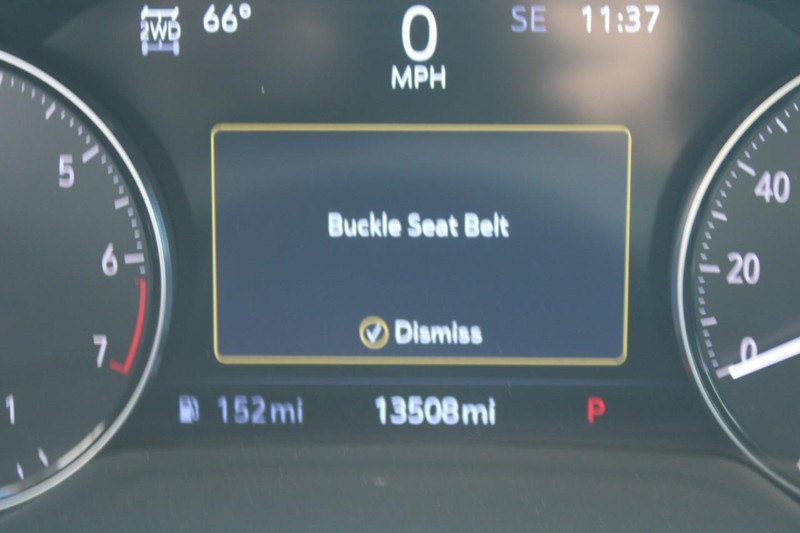 2WD 66° 0 SE 11:37
MPH
5
40
Buckle Seat Belt
6
20
Dismiss
7
0
1
152mi 13508mi P